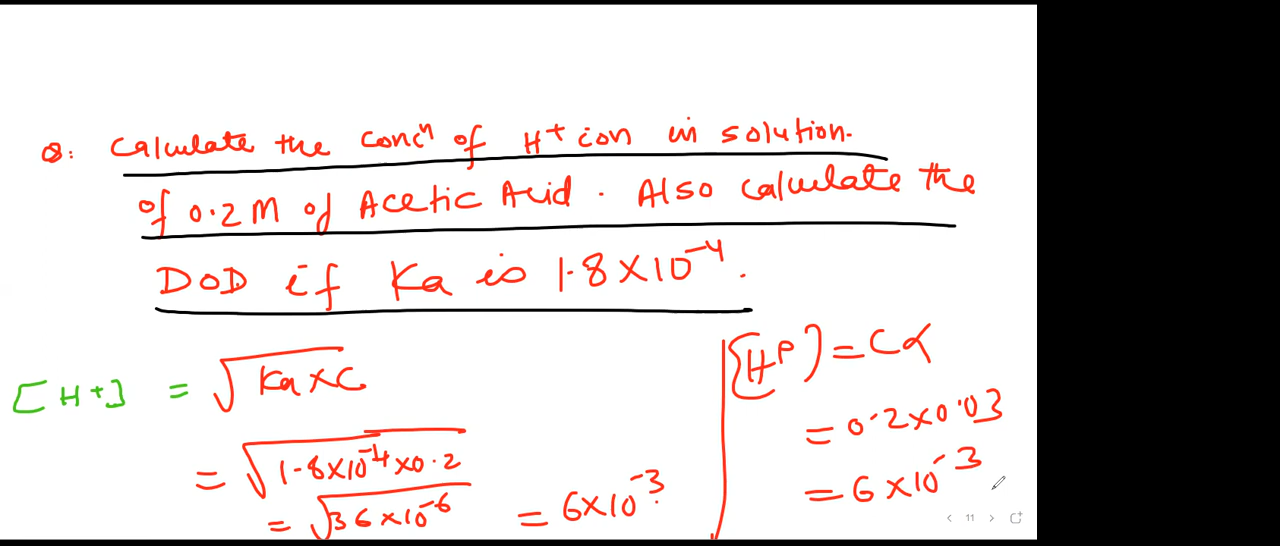 Q: Calculate the concⁿ of H⁺ ion in solution.
of 0.2M of Acetic Acid. Also calculate the
DOD if Ka is 1.8×10⁻⁴.
[H⁺] = √Ka×C
= √1.8×10⁻⁴×0.2
= √36×10⁻⁶ = 6×10⁻³
[H⊕] = Cα
= 0.2×0.03
= 6×10⁻³
< 11 >